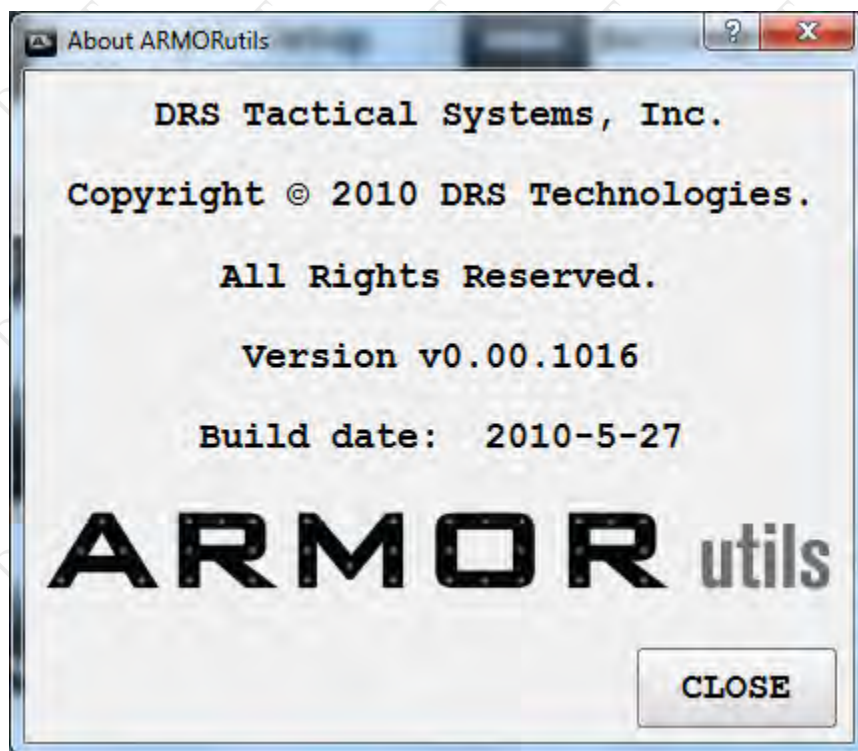 About ARMORutils
DRS Tactical Systems, Inc.
Copyright © 2010 DRS Technologies.
All Rights Reserved.
Version v0.00.1016
Build date:  2010-5-27
ARMOR utils
CLOSE